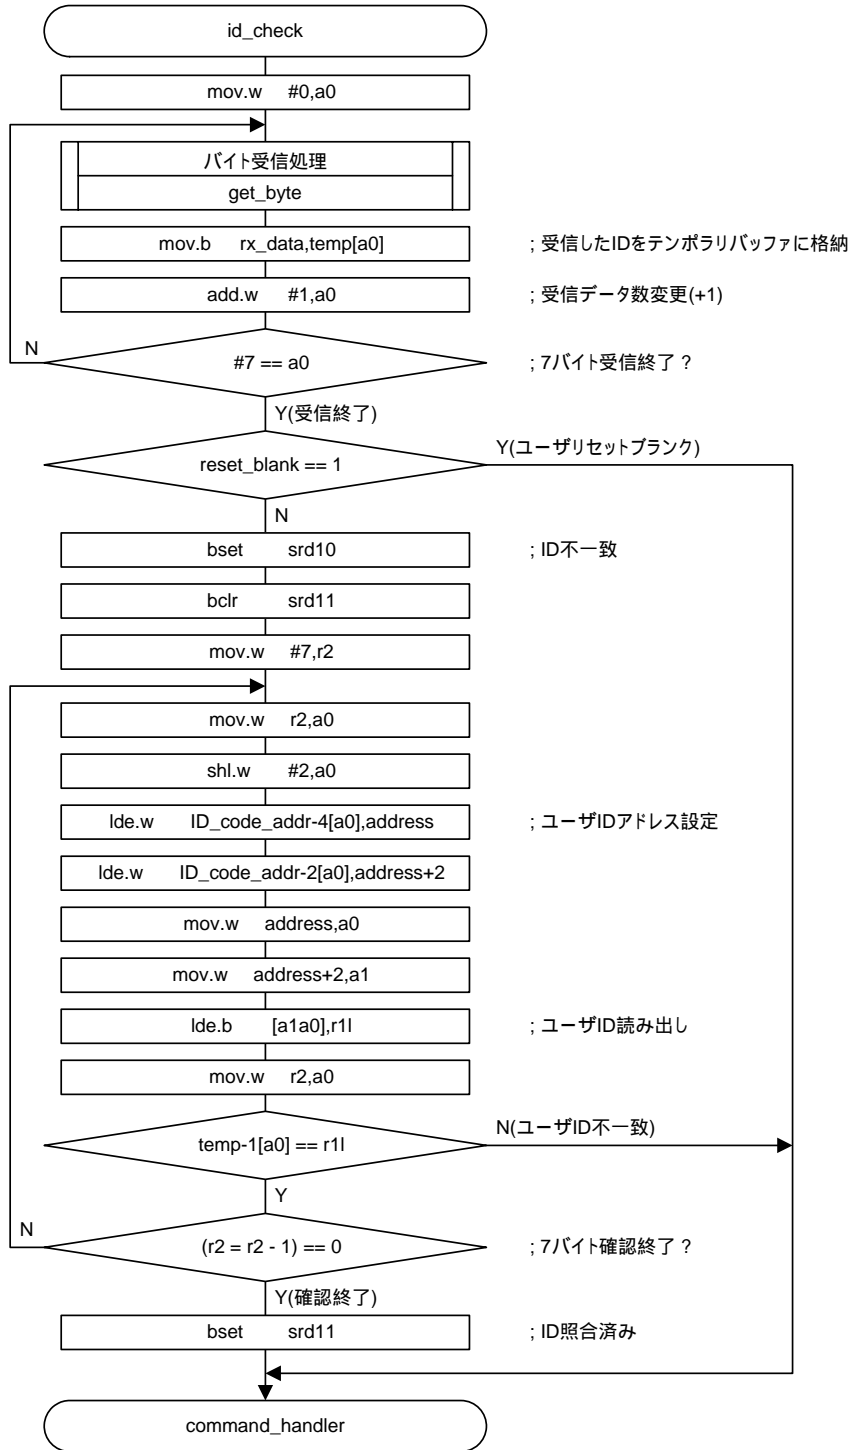 id_check
mov.w #0,a0
バイト受信処理
get_byte
mov.b rx_data,temp[a0] ; 受信したIDをテンポラリバッファに格納
add.w #1,a0 ; 受信データ数変更(+1)
N
#7 == a0 ; 7バイト受信終了 ?
Y(受信終了)
Y(ユーザリセットブランク)
reset_blank == 1
N
bset srd10 ; ID不一致
bclr srd11
mov.w #7,r2
mov.w r2,a0
shl.w #2,a0
lde.w ID_code_addr-4[a0],address ; ユーザIDアドレス設定
lde.w ID_code_addr-2[a0],address+2
mov.w address,a0
mov.w address+2,a1
lde.b [a1a0],r1l ; ユーザID読み出し
mov.w r2,a0
N(ユーザID不一致)
temp-1[a0] == r1l
Y
N
(r2 = r2 - 1) == 0 ; 7バイト確認終了 ?
Y(確認終了)
bset srd11 ; ID照合済み
command_handler